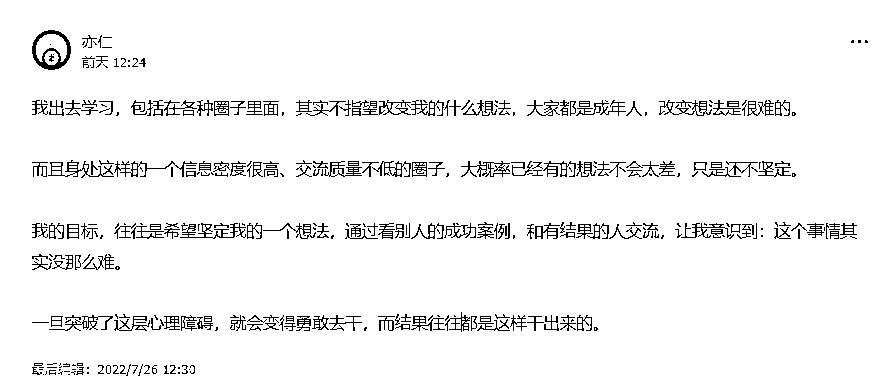 亦仁
前天 12:24
我出去学习，包括在各种圈子里面，其实不指望改变我的什么想法，大家都是成年人，改变想法是很难的。
而且身处这样的一个信息密度很高、交流质量不低的圈子，大概率已经有的想法不会太差，只是还不坚定。
我的目标，往往是希望坚定我的一个想法，通过看别人的成功案例，和有结果的人交流，让我意识到：这个事情其
实没那么难。
一旦突破了这层心理障碍，就会变得勇敢去干，而结果往往都是这样干出来的。
最后编辑：2022/7/26 12:30